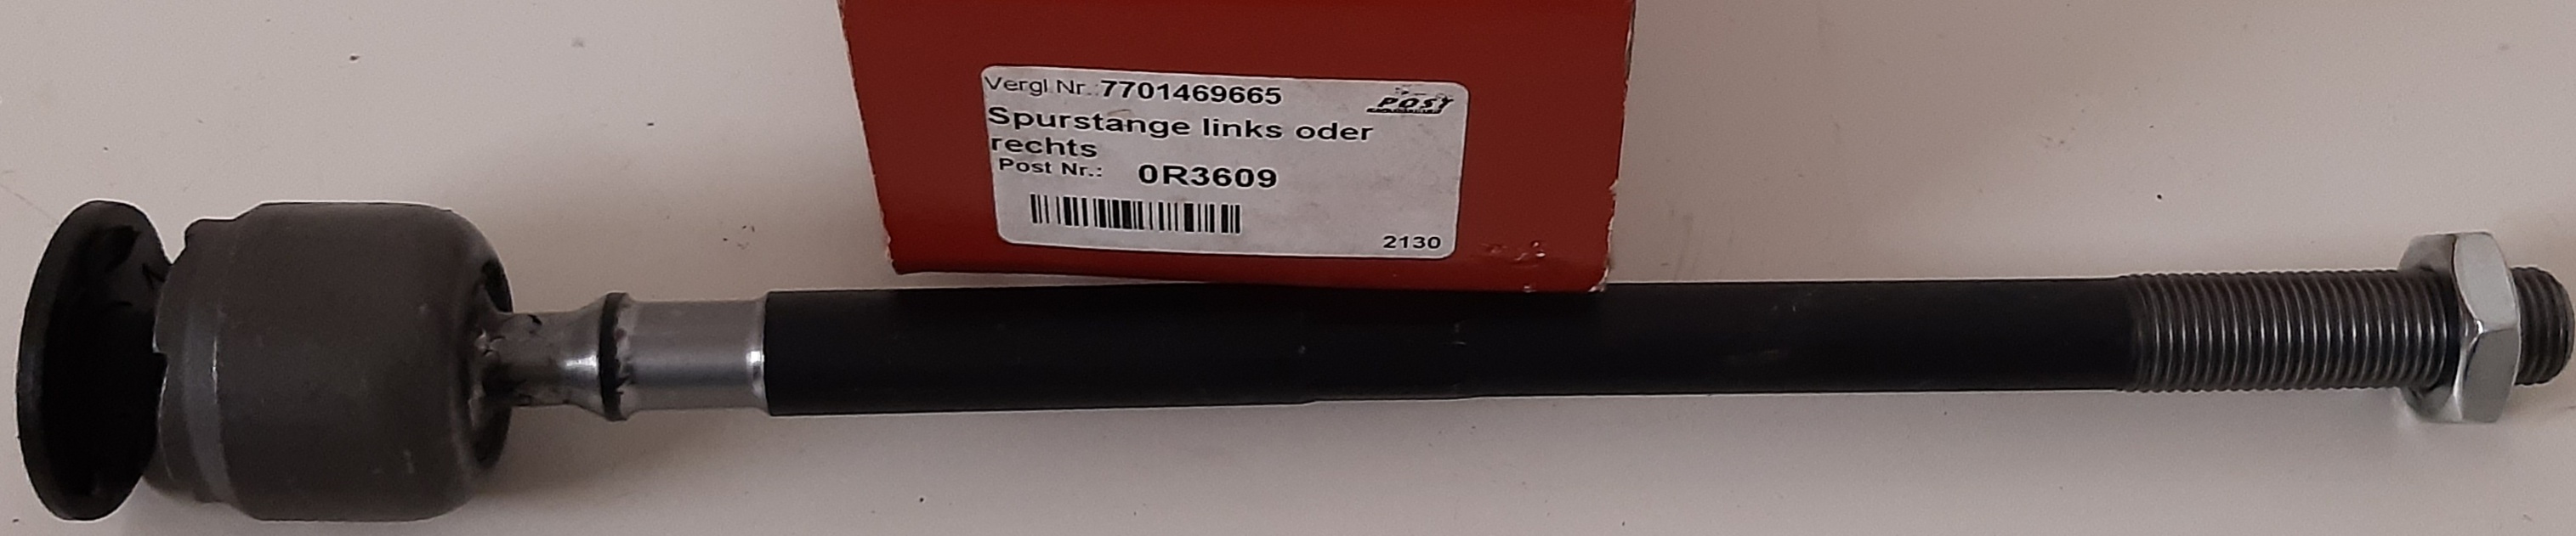 Vergl Nr.:7701469665
POST
Spurstange links oder
rechts
Post Nr.: 0R3609
2130